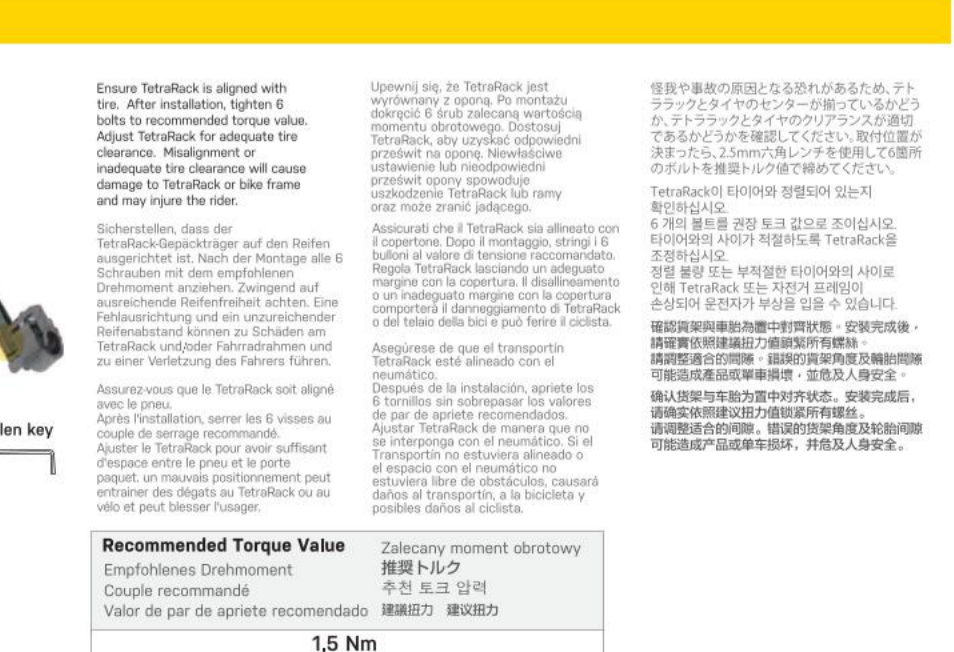 Ensure TetraRack is aligned with
tire. After installation, tighten 6
bolts to recommended torque value.
Adjust TetraRack for adequate tire
clearance. Misalignment or
inadequate tire clearance will cause
damage to TetraRack or bike frame
and may injure the rider.
Sicherstellen, dass der
TetraRack-Gepäckträger auf den Reifen
ausgerichtet ist. Nach der Montage alle 6
Schrauben mit dem empfohlenen
Drehmoment anziehen. Zwingend auf
ausreichende Reifenfreiheit achten. Eine
Fehlausrichtung und ein unzureichender
Reifenabstand können zu Schäden am
TetraRack und/oder Fahrradrahmen und
zu einer Verletzung des Fahrers führen.
Assurez-vous que le TetraRack soit aligné
avec le pneu.
Après l'installation, serrer les 6 visses au
couple de serrage recommandé.
Ajuster le TetraRack pour avoir suffisant
d'espace entre le pneu et le porte
paquet. un mauvais positionnement peut
entrainer des dégats au TetraRack ou au
vélo et peut blesser l'usager.
Upewnij się, że TetraRack jest
wyrównany z oponą. Po montażu
dokręcić 6 śrub zalecaną wartością
momentu obrotowego. Dostosuj
TetraRack, aby uzyskać odpowiedni
prześwit na oponę. Niewłaściwe
ustawienie lub nieodpowiedni
prześwit opony spowoduje
uszkodzenie TetraRack lub ramy
oraz może zranić jadącego.
Assicurati che il TetraRack sia allineato con
il copertone. Dopo il montaggio, stringi i 6
bulloni al valore di tensione raccomandato.
Regola TetraRack lasciando un adeguato
margine con la copertura. Il disallineamento
o un inadeguato margine con la copertura
comporterà il danneggiamento di TetraRack
o del telaio della bici e può ferire il ciclista.
Asegúrese de que el transportín
TetraRack esté alineado con el
neumático.
Después de la instalación, apriete los
6 tornillos sin sobrepasar los valores
de par de apriete recomendados.
Ajustar TetraRack de manera que no
se interponga con el neumático. Si el
Transportín no estuviera alineado o
el espacio con el neumático no
estuviera libre de obstáculos, causará
daños al transportín, a la bicicleta y
posibles daños al ciclista.
怪我や事故の原因となる恐れがあるため、テト
ララックとタイヤのセンターが揃っているかどう
か、テトララックとタイヤのクリアランスが適切
であるかどうかを確認してください。取付位置が
決まったら、2.5mm六角レンチを使用して6箇所
のボルトを推奨トルク値で締めてください。
TetraRack이 타이어와 정렬되어 있는지
확인하십시오.
6 개의 볼트를 권장 토크 값으로 조이십시오.
타이어와의 사이가 적절하도록 TetraRack을
조정하십시오.
정렬 불량 또는 부적절한 타이어와의 사이로
인해 TetraRack 또는 자전거 프레임이
손상되어 운전자가 부상을 입을 수 있습니다.
確認貨架與車胎為置中對齊狀態。安裝完成後，
請確實依照建議扭力值鎖緊所有螺絲。
請調整適合的間隙。錯誤的貨架角度及輪胎間隙
可能造成產品或單車損壞，並危及人身安全。
确认货架与车胎为置中对齐状态。安装完成后，
请确实依照建议扭力值锁紧所有螺丝。
请调整适合的间隙。错误的货架角度及轮胎间隙
可能造成产品或单车损坏，并危及人身安全。
len key
Recommended Torque Value
Empfohlenes Drehmoment
Couple recommandé
Valor de par de apriete recomendado
Zalecany moment obrotowy
推奨トルク
추천 토크 압력
建議扭力 建议扭力
1,5 Nm